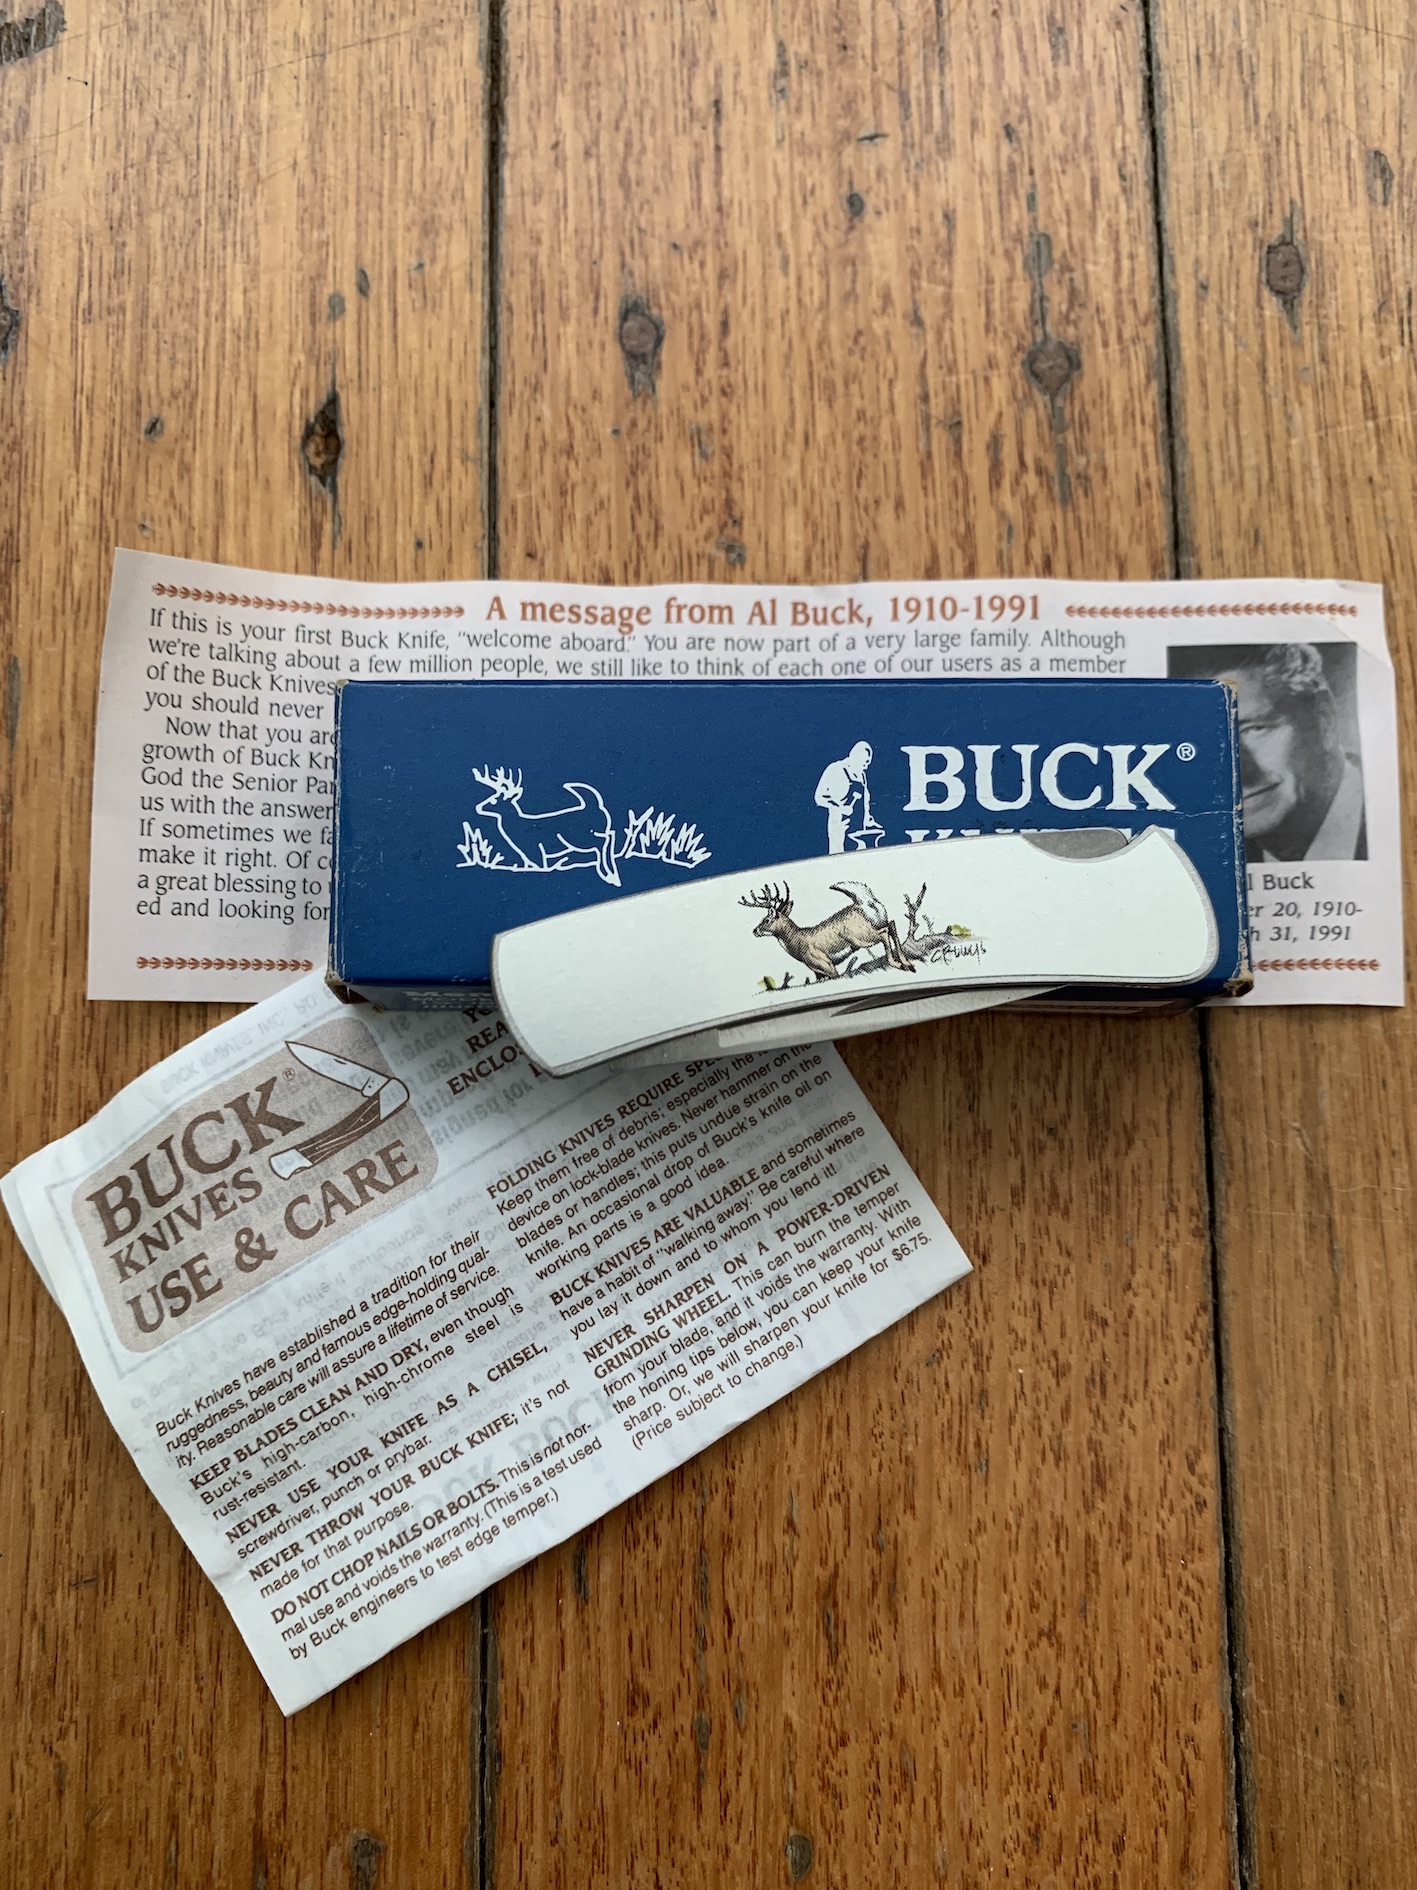 A message from Al Buck, 1910-1991
If this is your first Buck Knife, "welcome aboard." You are now part of a very large family. Although
we're talking about a few million people, we still like to think of each one of our users as a member
of the Buck Knives
you should never
Now that you are
growth of Buck
God the Senior
us with the answer
If sometimes we
make it right. Of
a great blessing to
ed and looking for
Buck
20, 1910-
31, 1991
BUCK®
KNIVES
BUCK®
KNIVES
USE & CARE
Buck Knives have established a tradition for their
ruggedness, beauty and famous edge-holding qual-
ity. Reasonable care will assure a lifetime of service.
KEEP BLADES CLEAN AND DRY, even though
Buck's high-carbon, high-chrome steel is
rust-resistant.
NEVER USE YOUR KNIFE AS A CHISEL,
screwdriver, punch or prybar.
NEVER THROW YOUR BUCK KNIFE; it's not
made for that purpose.
DO NOT CHOP NAILS OR BOLTS. This is not nor-
mal use and voids the warranty. (This is a test used
by Buck engineers to test edge temper.)
FOLDING KNIVES REQUIRE
Keep them free of debris; especially the
device on lock-blade knives. Never hammer on the
blades or handles; this puts undue strain on the
knife. An occasional drop of Buck's knife oil on
working parts is a good idea.
BUCK KNIVES ARE VALUABLE and sometimes
have a habit of "walking away." Be careful where
you lay it down and to whom you lend it!
NEVER SHARPEN ON A POWER-DRIVEN
GRINDING WHEEL. This can burn the temper
from your blade, and it voids the warranty. With
the honing tips below, you can keep your knife
sharp. Or, we will sharpen your knife for $6.75.
(Price subject to change.)